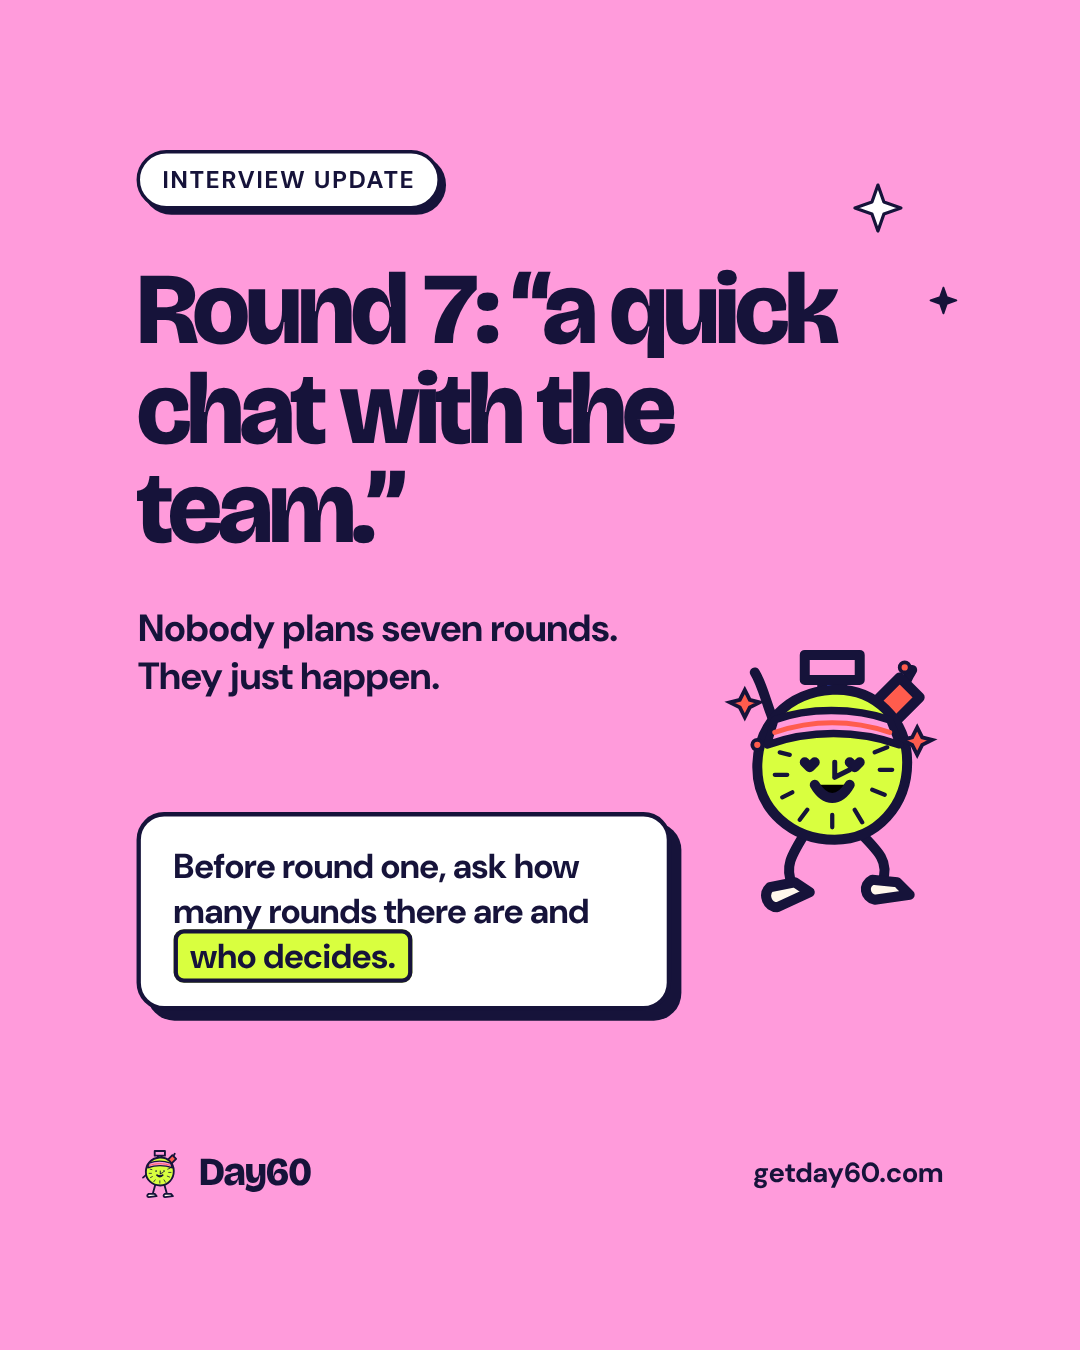 INTERVIEW UPDATE
Round 7: “a quick
chat with the
team.”
Nobody plans seven rounds.
They just happen.
Before round one, ask how
many rounds there are and
who decides.
Day60
getday60.com